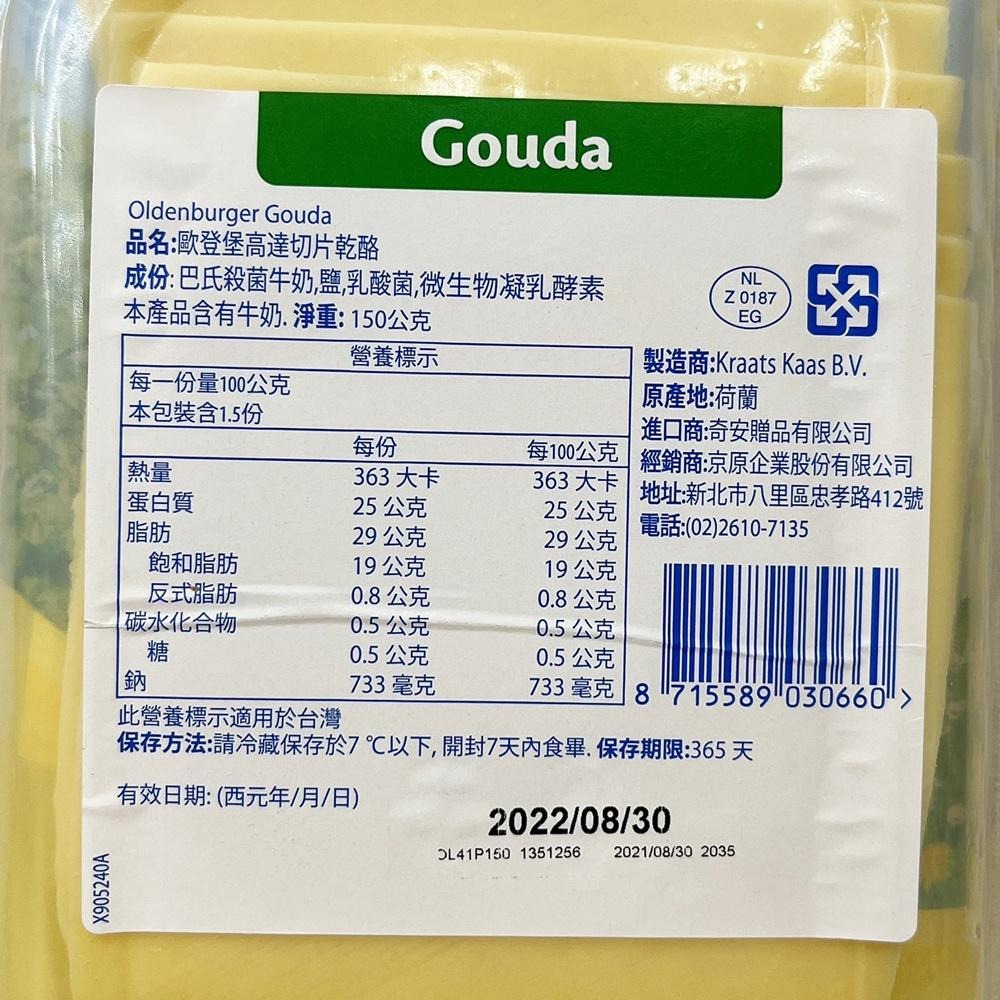 Gouda
Oldenburger Gouda
品名:歐登堡高達切片乾酪
成份: 巴氏殺菌牛奶,鹽,乳酸菌,微生物凝乳酵素
本產品含有牛奶. 淨重: 150公克
NL
Z 0187
EG
營養標示
每一份量100公克
本包裝含1.5份
每份 每100公克
熱量 363 大卡 363 大卡
蛋白質 25 公克 25 公克
脂肪 29 公克 29 公克
飽和脂肪 19 公克 19 公克
反式脂肪 0.8 公克 0.8 公克
碳水化合物 0.5 公克 0.5 公克
糖 0.5 公克 0.5 公克
鈉 733 毫克 733 毫克
製造商:Kraats Kaas B.V.
原產地:荷蘭
進口商:奇安贈品有限公司
經銷商:京原企業股份有限公司
地址:新北市八里區忠孝路412號
電話:(02)2610-7135
8 715589 030660 >
此營養標示適用於台灣
保存方法:請冷藏保存於7 ℃以下, 開封7天內食畢. 保存期限:365 天
有效日期: (西元年/月/日)
2022/08/30
DL41P150 1351256 2021/08/30 2035
X905240A